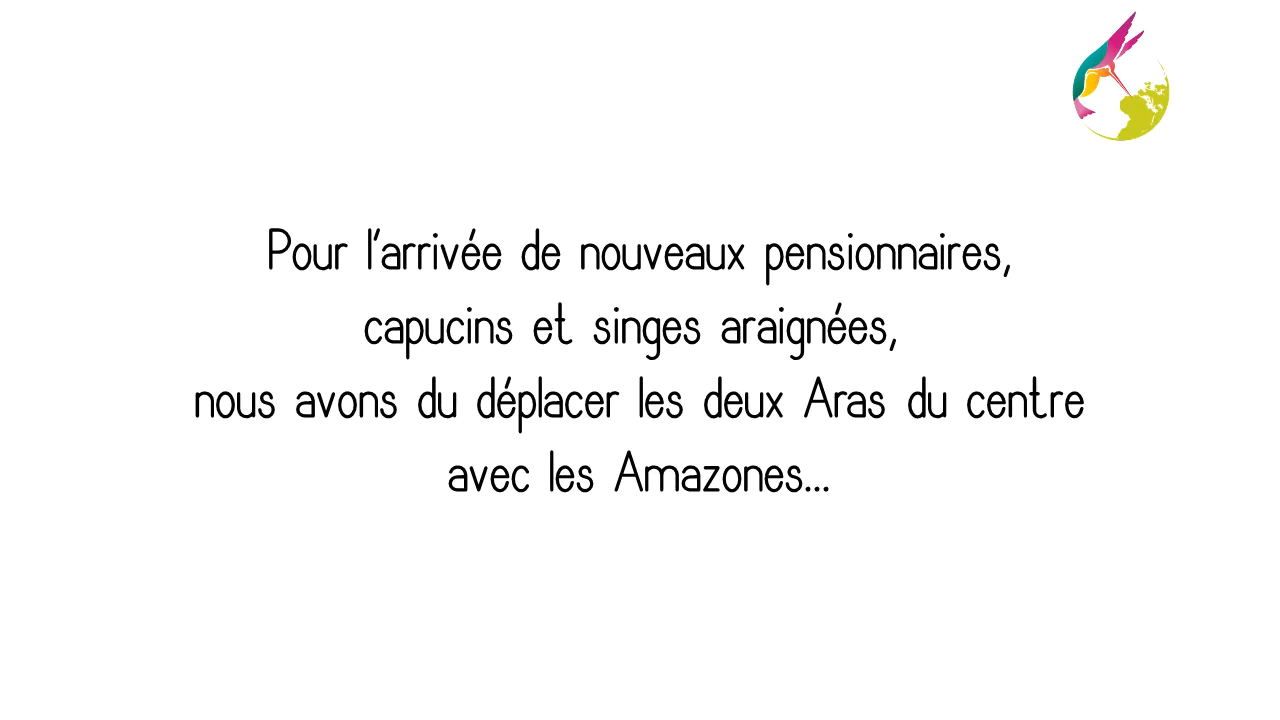 Pour l'arrivée de nouveaux pensionnaires,
capucins et singes araignées,
nous avons du déplacer les deux Aras du centre
avec les Amazones...